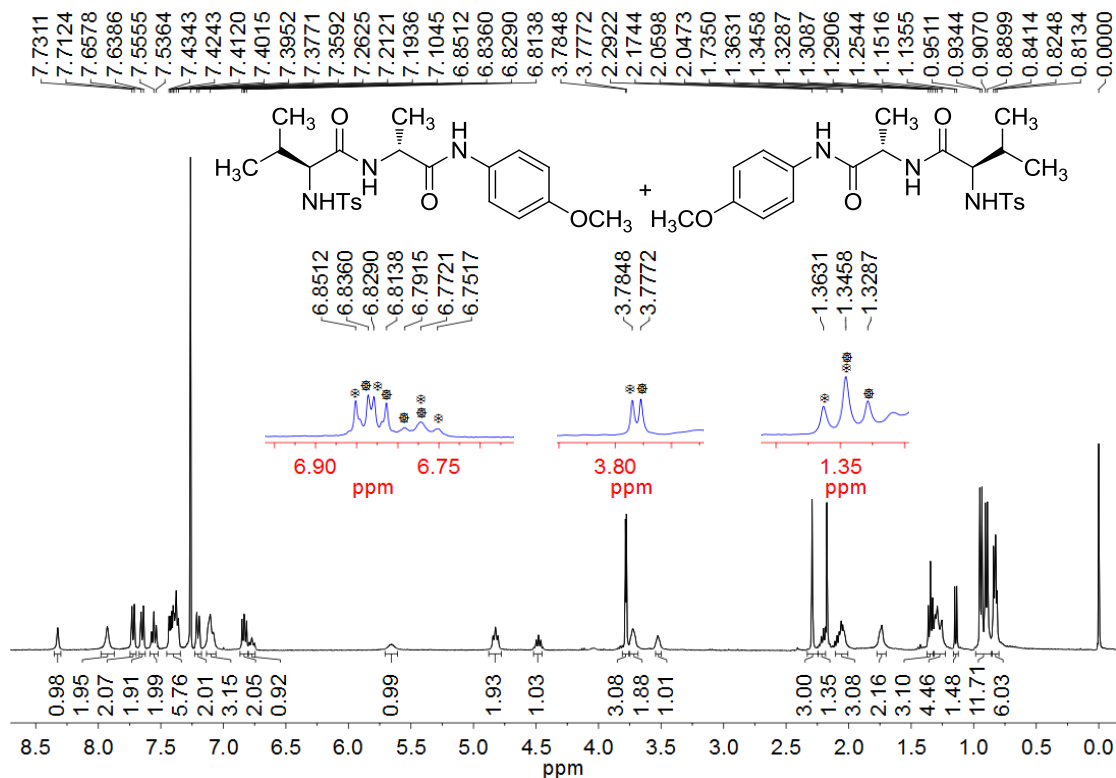 7.7311 7.7124 7.6578 7.6386 7.5555 7.5364 7.4343 7.4243 7.4120 7.4015 7.3952 7.3771 7.3592 7.2625 7.2121 7.1936 7.1045 6.8512 6.8360 6.8290 6.8138 3.7848 3.7772 2.2922 2.1744 2.0598 2.0473 1.7350 1.3631 1.3458 1.3287 1.3087 1.2906 1.2544 1.1516 1.1355 0.9511 0.9344 0.9070 0.8899 0.8414 0.8248 0.8134 -0.0000
CH3 O CH3 H N
H3C N H O NHTs OCH3
+
H N CH3 O CH3
O N H CH3 NHTs H3CO
6.8512 6.8360 6.8290 6.8138 6.7915 6.7721 6.7517
3.7848 3.7772
1.3631 1.3458 1.3287
6.90 6.75
ppm
3.80
ppm
1.35
ppm
0.98 1.95 2.07 1.91 1.99 5.76 2.01 3.15 2.05 0.92 0.99 1.93 1.03 3.08 1.88 1.01 3.00 1.35 3.08 2.16 3.10 4.46 1.48 11.71 6.03
8.5 8.0 7.5 7.0 6.5 6.0 5.5 5.0 4.5 4.0 3.5 3.0 2.5 2.0 1.5 1.0 0.5 0.0
ppm